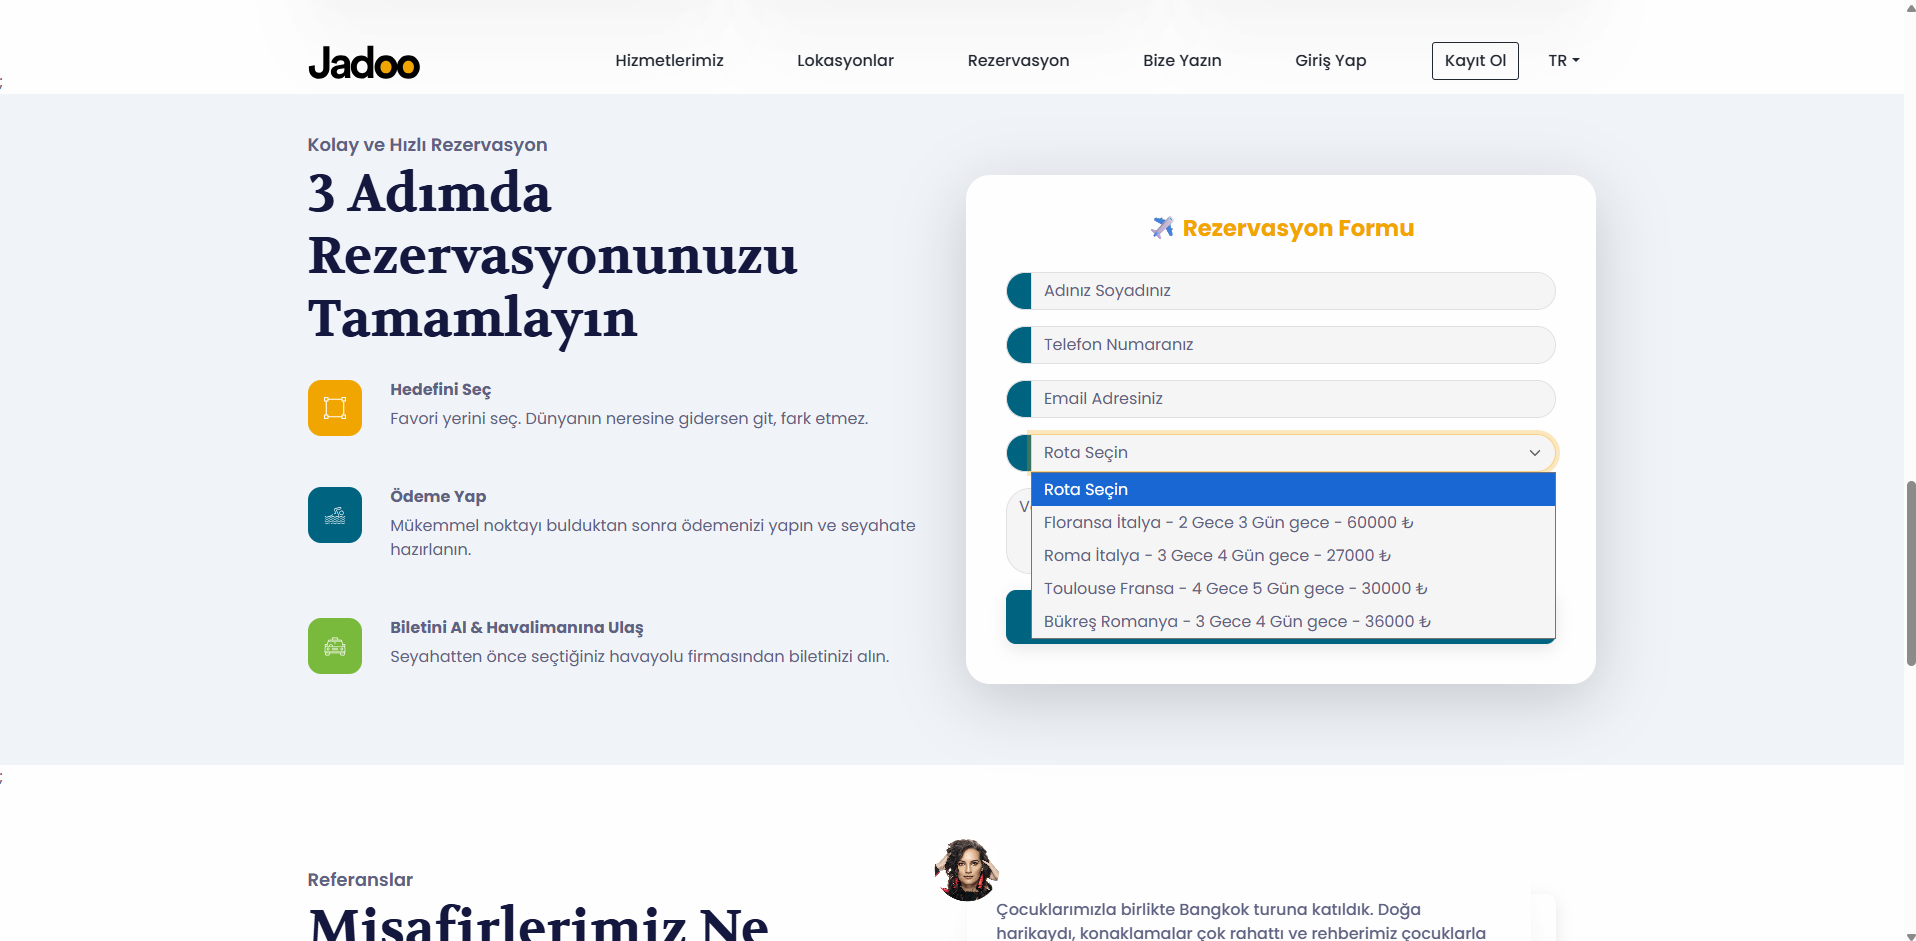 Jadoo
Hizmetlerimiz
Lokasyonlar
Rezervasyon
Bize Yazın
Giriş Yap
Kayıt Ol
TR
;
Kolay ve Hızlı Rezervasyon
3 Adımda
Rezervasyonunuzu
Tamamlayın
Hedefini Seç
Favori yerini seç. Dünyanın neresine gidersen git, fark etmez.
Ödeme Yap
Mükemmel noktayı bulduktan sonra ödemenizi yapın ve seyahate
hazırlanın.
Biletini Al & Havalimanına Ulaş
Seyahatten önce seçtiğiniz havayolu firmasından biletinizi alın.
Rezervasyon Formu
Adınız Soyadınız
Telefon Numaranız
Email Adresiniz
Rota Seçin
Rota Seçin
Floransa İtalya - 2 Gece 3 Gün gece - 60000 ₺
Roma İtalya - 3 Gece 4 Gün gece - 27000 ₺
Toulouse Fransa - 4 Gece 5 Gün gece - 30000 ₺
Bükreş Romanya - 3 Gece 4 Gün gece - 36000 ₺
;
Referanslar
Misafirlerimiz Ne
Çocuklarımızla birlikte Bangkok turuna katıldık. Doğa
harikaydı, konaklamalar çok rahattı ve rehberimiz çocuklarla